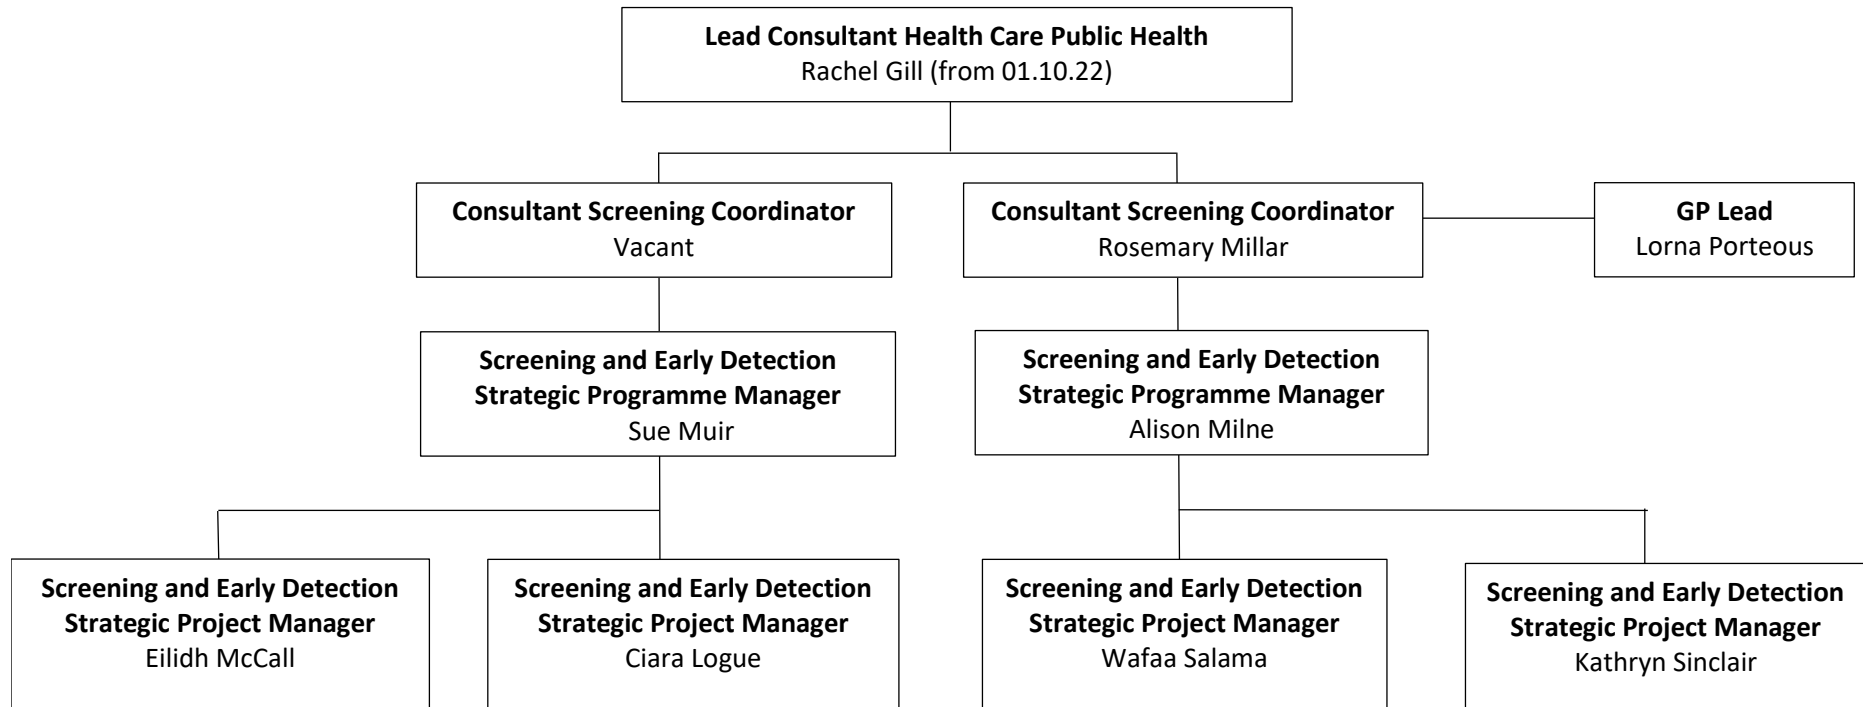 Lead Consultant Health Care Public Health
Rachel Gill (from 01.10.22)
Consultant Screening Coordinator
Vacant
Consultant Screening Coordinator
Rosemary Millar
GP Lead
Lorna Porteous
Screening and Early Detection
Strategic Programme Manager
Sue Muir
Screening and Early Detection
Strategic Programme Manager
Alison Milne
Screening and Early Detection
Strategic Project Manager
Eilidh McCall
Screening and Early Detection
Strategic Project Manager
Ciara Logue
Screening and Early Detection
Strategic Project Manager
Wafaa Salama
Screening and Early Detection
Strategic Project Manager
Kathryn Sinclair